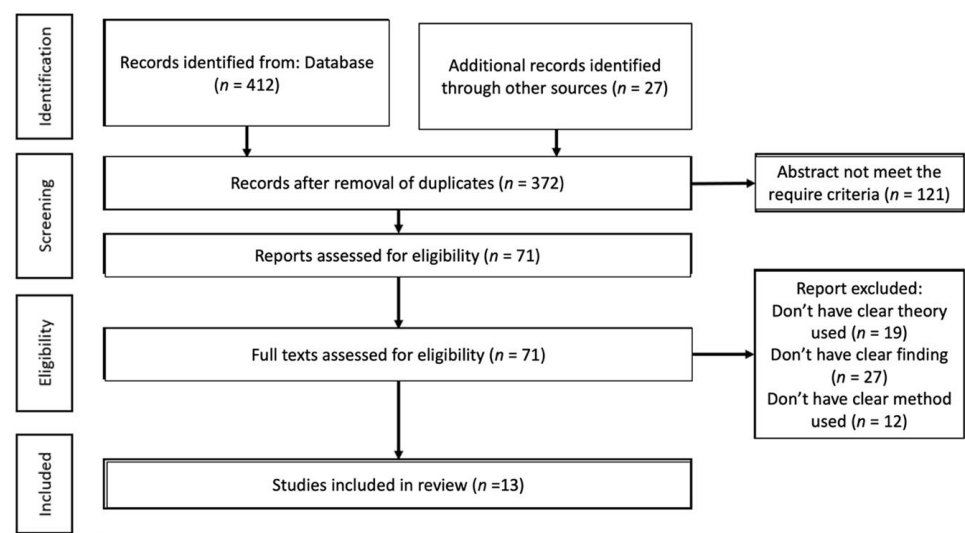 Identification
Records identified from: Database
(n = 412)
Additional records identified
through other sources (n = 27)
Screening
Records after removal of duplicates (n = 372)
Abstract not meet the
require criteria (n = 121)
Reports assessed for eligibility (n = 71)
Eligibility
Full texts assessed for eligibility (n = 71)
Report excluded:
Don't have clear theory
used (n = 19)
Don't have clear finding
(n = 27)
Don't have clear method
used (n = 12)
Included
Studies included in review (n =13)